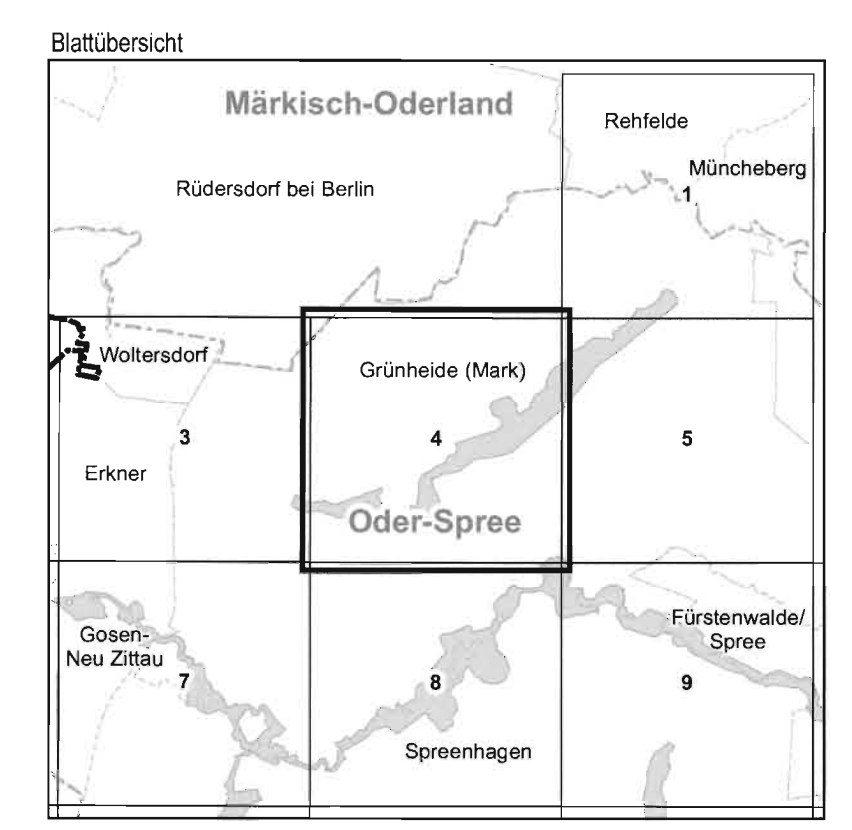 Blattübersicht
Märkisch-Oderland
Rehfelde
Müncheberg
Rüdersdorf bei Berlin
1
Woltersdorf
Grünheide (Mark)
3
4
5
Erkner
Oder-Spree
Gosen-
Neu Zittau
Fürstenwalde/
Spree
7
8
9
Spreenhagen